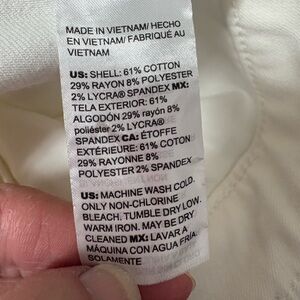 MADE IN VIETNAM/ HECHO
EN VIETNAM/ FABRIQUÉ AU
VIETNAM
US: SHELL: 61% COTTON
29% RAYON 8% POLYESTER
2% LYCRA® SPANDEX MX:
TELA EXTERIOR: 61%
ALGODÓN 29% RAYÓN 8%
poliéster 2% LYCRA®
SPANDEX CA: ÉTOFFE
EXTÉRIEURE: 61% COTON
29% RAYONNE 8%
POLYESTER 2% SPANDEX
US: MACHINE WASH COLD.
ONLY NON-CHLORINE
BLEACH. TUMBLE DRY LOW.
WARM IRON. MAY BE DRY
CLEANED MX: LAVAR A
MÁQUINA CON AGUA FRÍA.
SOLAMENTE